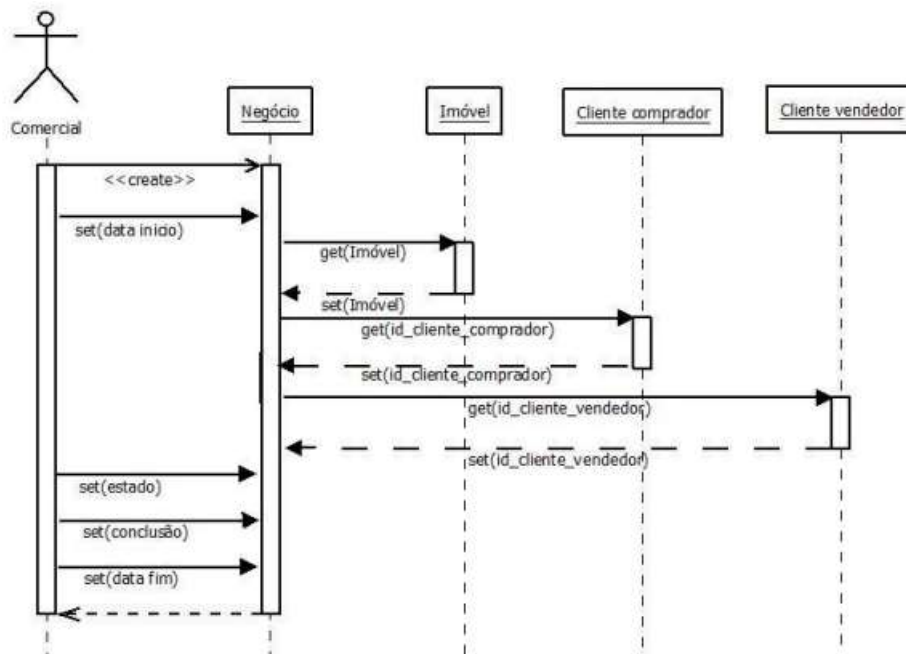 Comercial
Negócio
Imóvel
Cliente comprador
Cliente vendedor
<<create>>
set(data inicio)
get(Imóvel)
set(Imóvel)
get(id_cliente_comprador)
set(id_cliente_comprador)
get(id_cliente_vendedor)
set(id_cliente_vendedor)
set(estado)
set(conclusão)
set(data fim)